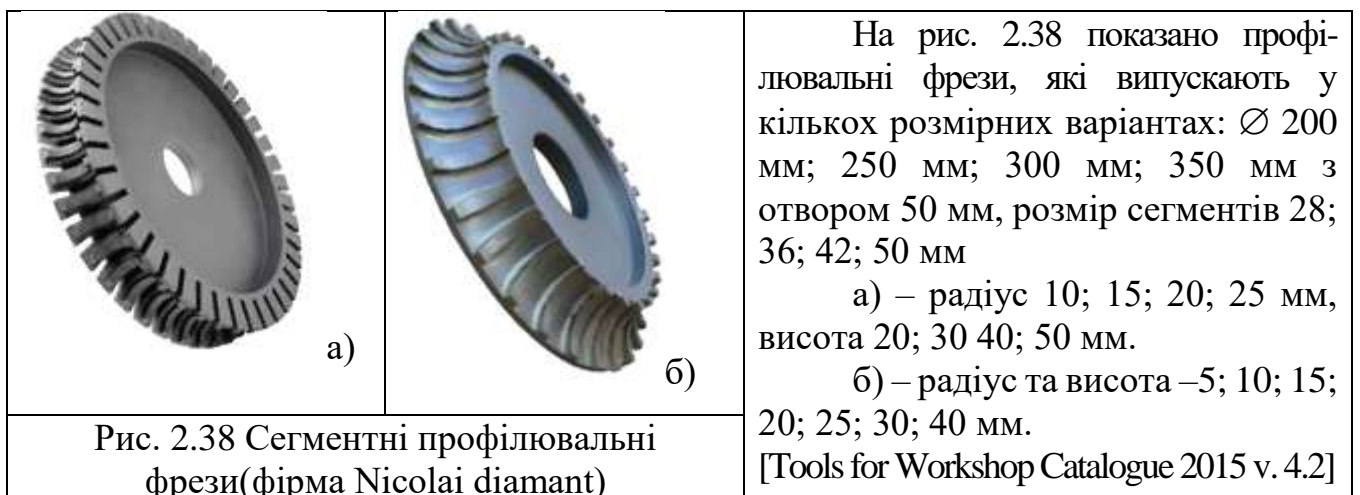 а)
б)
Рис. 2.38 Сегментні профілювальні
фрези(фірма Nicolai diamant)
На рис. 2.38 показано профі-
лювальні фрези, які випускають у
кількох розмірних варіантах: ∅ 200
мм; 250 мм; 300 мм; 350 мм з
отвором 50 мм, розмір сегментів 28;
36; 42; 50 мм
а) – радіус 10; 15; 20; 25 мм,
висота 20; 30 40; 50 мм.
б) – радіус та висота –5; 10; 15;
20; 25; 30; 40 мм.
[Tools for Workshop Catalogue 2015 v. 4.2]